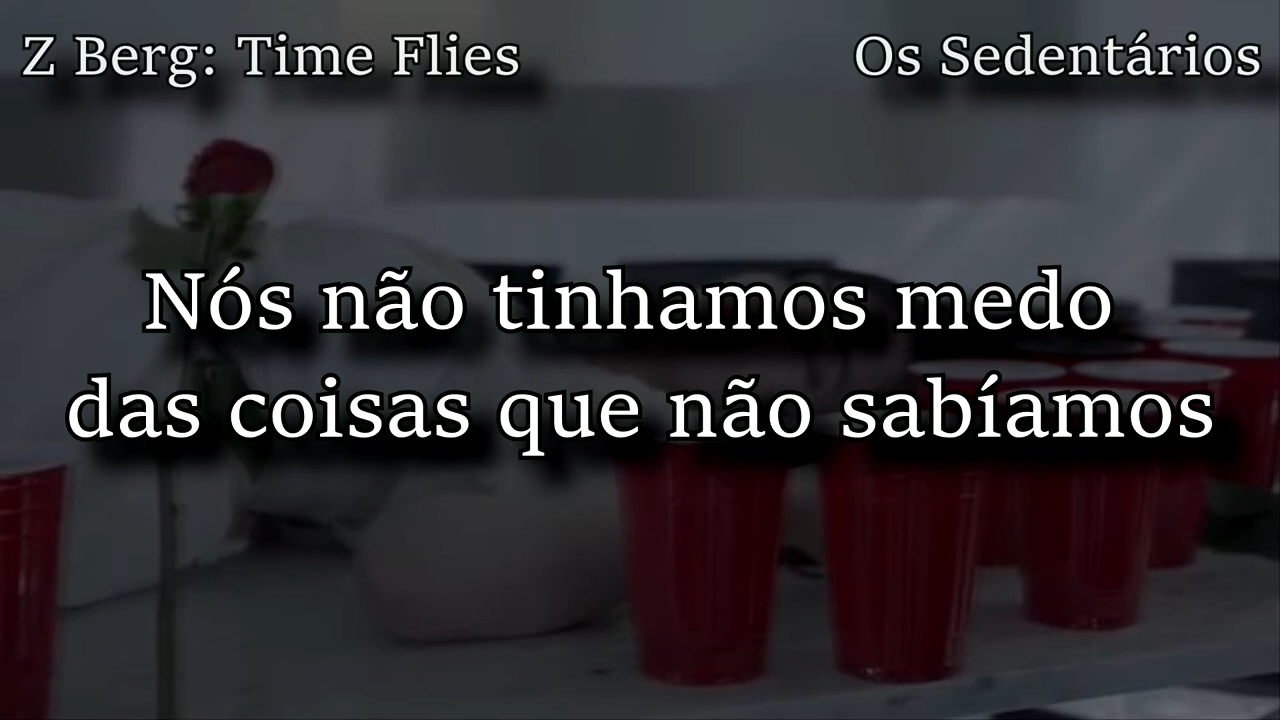 Z Berg: Time Flies
Os Sedentários
Nós não tinhamos medo
das coisas que não sabíamos